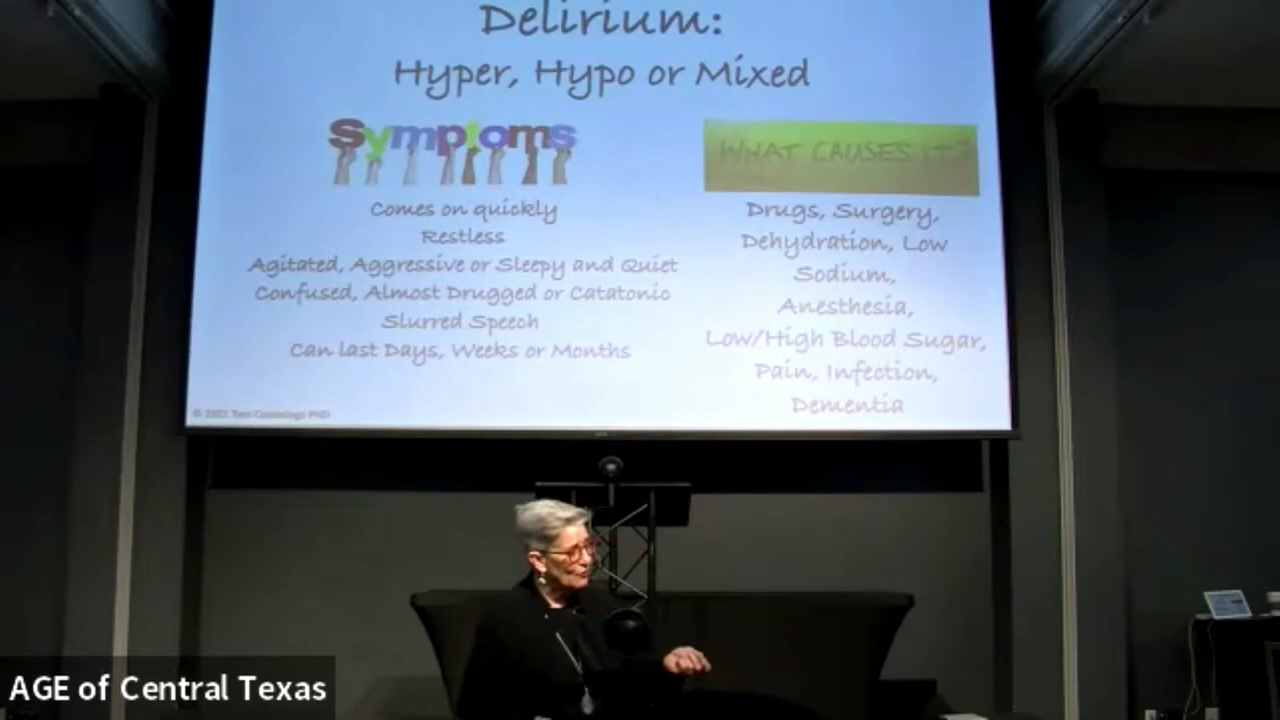 Delirium:
Hyper, Hypo or Mixed
Symptoms
Comes on quickly
Restless
Agitated, Aggressive or Sleepy and Quiet
Confused, Almost Drugged or Catatonic
Slurred Speech
Can last Days, Weeks or Months
WHAT CAUSES IT?
Drugs, Surgery,
Dehydration, Low
Sodium,
Anesthesia,
Low/High Blood Sugar,
Pain, Infection,
Dementia
© Cummings PhD
AGE of Central Texas